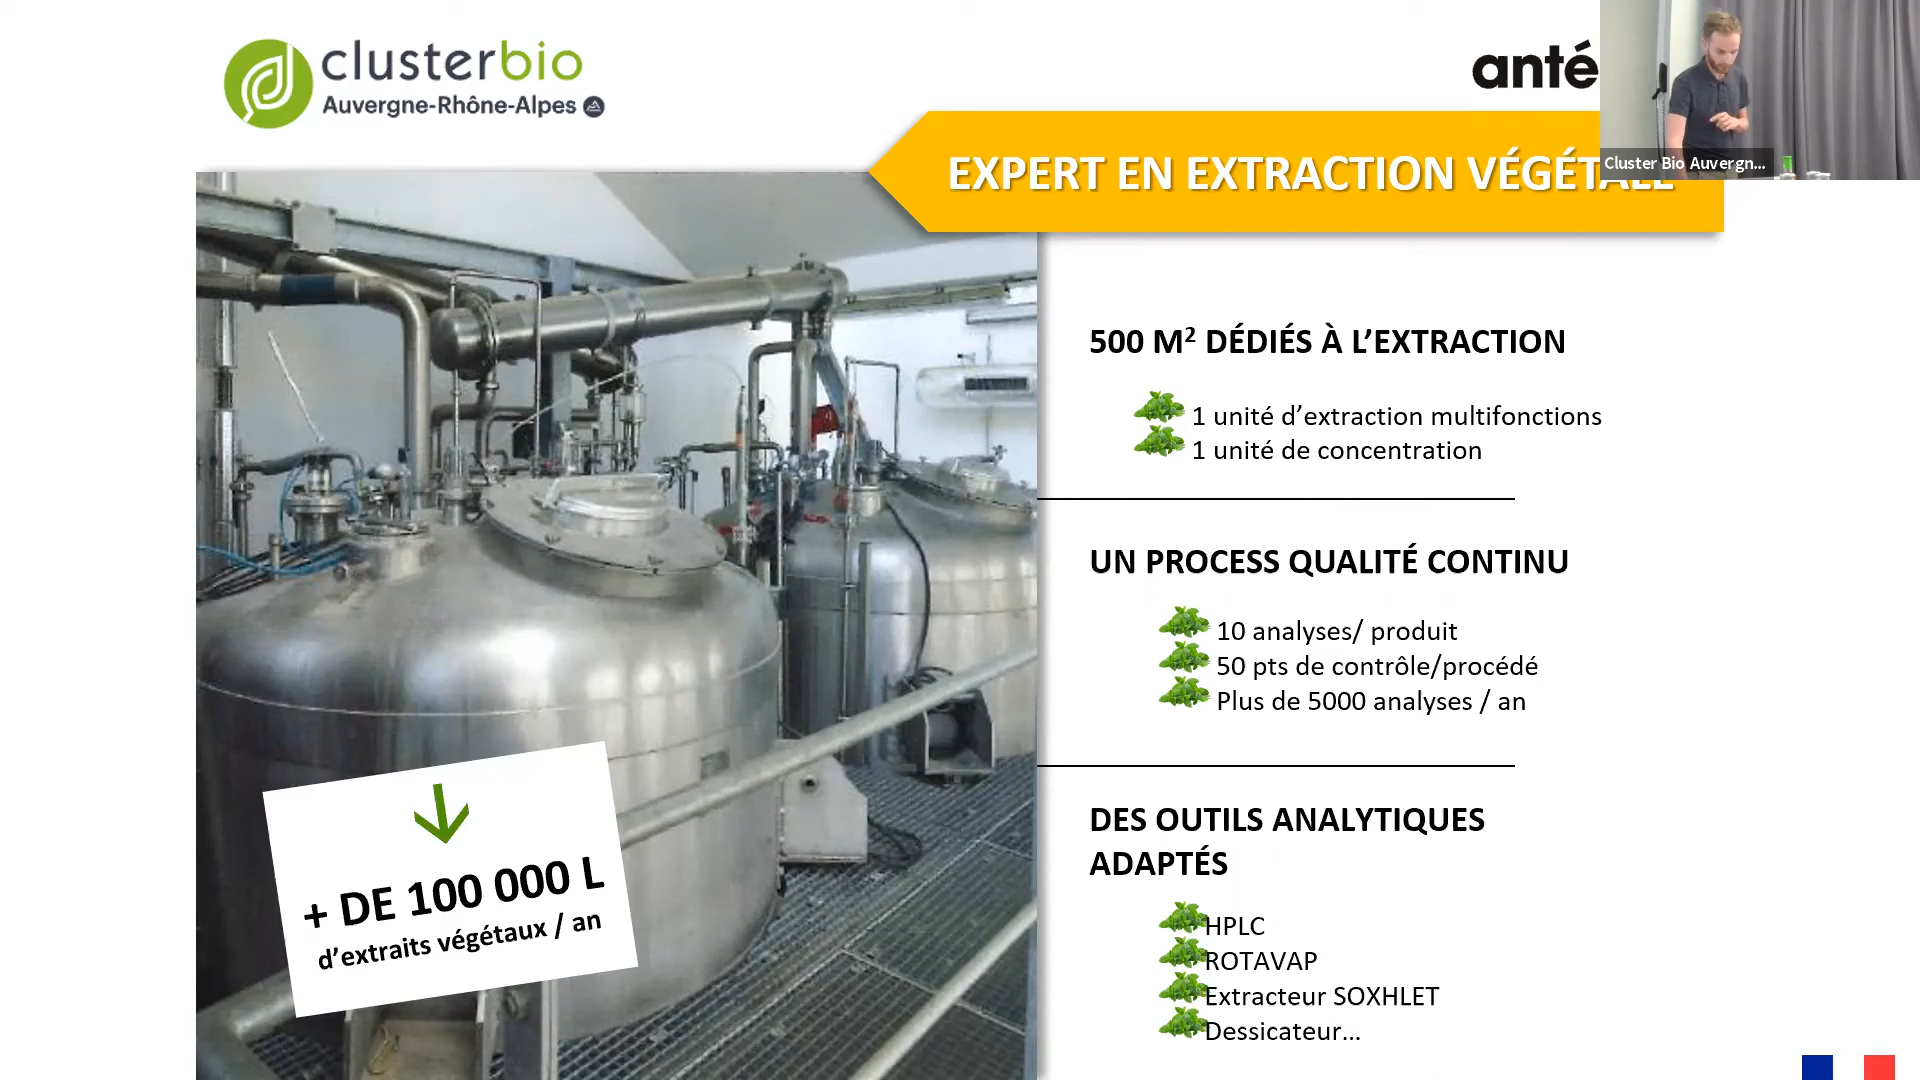 clusterbio
Auvergne-Rhône-Alpes
anté
Cluster Bio Auvergn...
EXPERT EN EXTRACTION VÉGÉTALE
500 M² DÉDIÉS À L’EXTRACTION
1 unité d’extraction multifonctions
1 unité de concentration
UN PROCESS QUALITÉ CONTINU
10 analyses/ produit
50 pts de contrôle/procédé
Plus de 5000 analyses / an
+ DE 100 000 L
d’extraits végétaux / an
DES OUTILS ANALYTIQUES
ADAPTÉS
HPLC
ROTAVAP
Extracteur SOXHLET
Dessicateur...